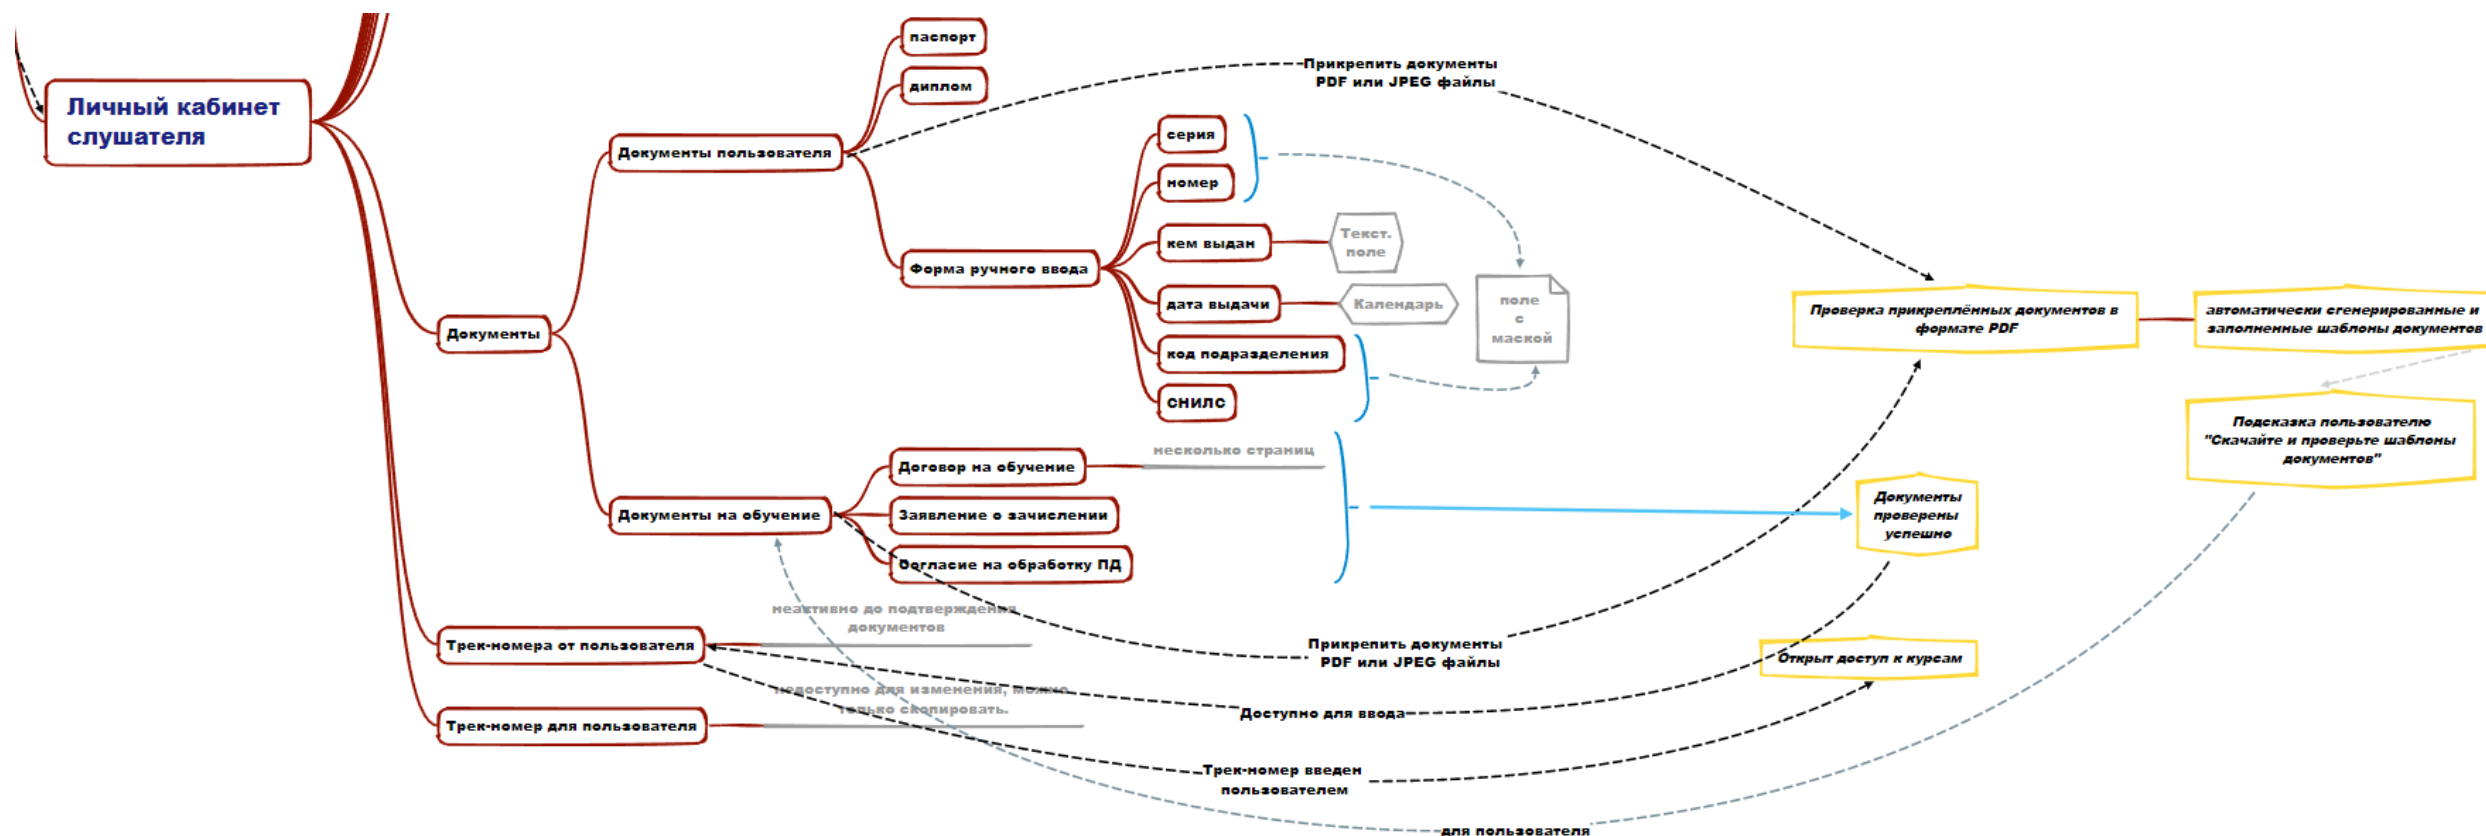 паспорт
диплом
Прикрепить документы
PDF или JPEG файлы
Личный кабинет
слушателя
Документы пользователя
серия
номер
кем выдан
Текст.
поле
Форма ручного ввода
дата выдачи
Календарь
поле
с
маской
код подразделения
СНИЛС
Проверка прикреплённых документов в
формате PDF
автоматически сгенерированные и
заполненные шаблоны документов
Подсказка пользователю
"Скачайте и проверьте шаблоны
документов"
Документы
Договор на обучение
несколько страниц
Документы на обучение
Заявление о зачислении
Согласие на обработку ПД
Документы
проверены
успешно
неактивно до подтверждения
документов
Трек-номера от пользователя
Прикрепить документы
PDF или JPEG файлы
Открыт доступ к курсам
недоступно для изменения, можно
только скопировать.
Трек-номер для пользователя
Доступно для ввода
Трек-номер введен
пользователем
для пользователя